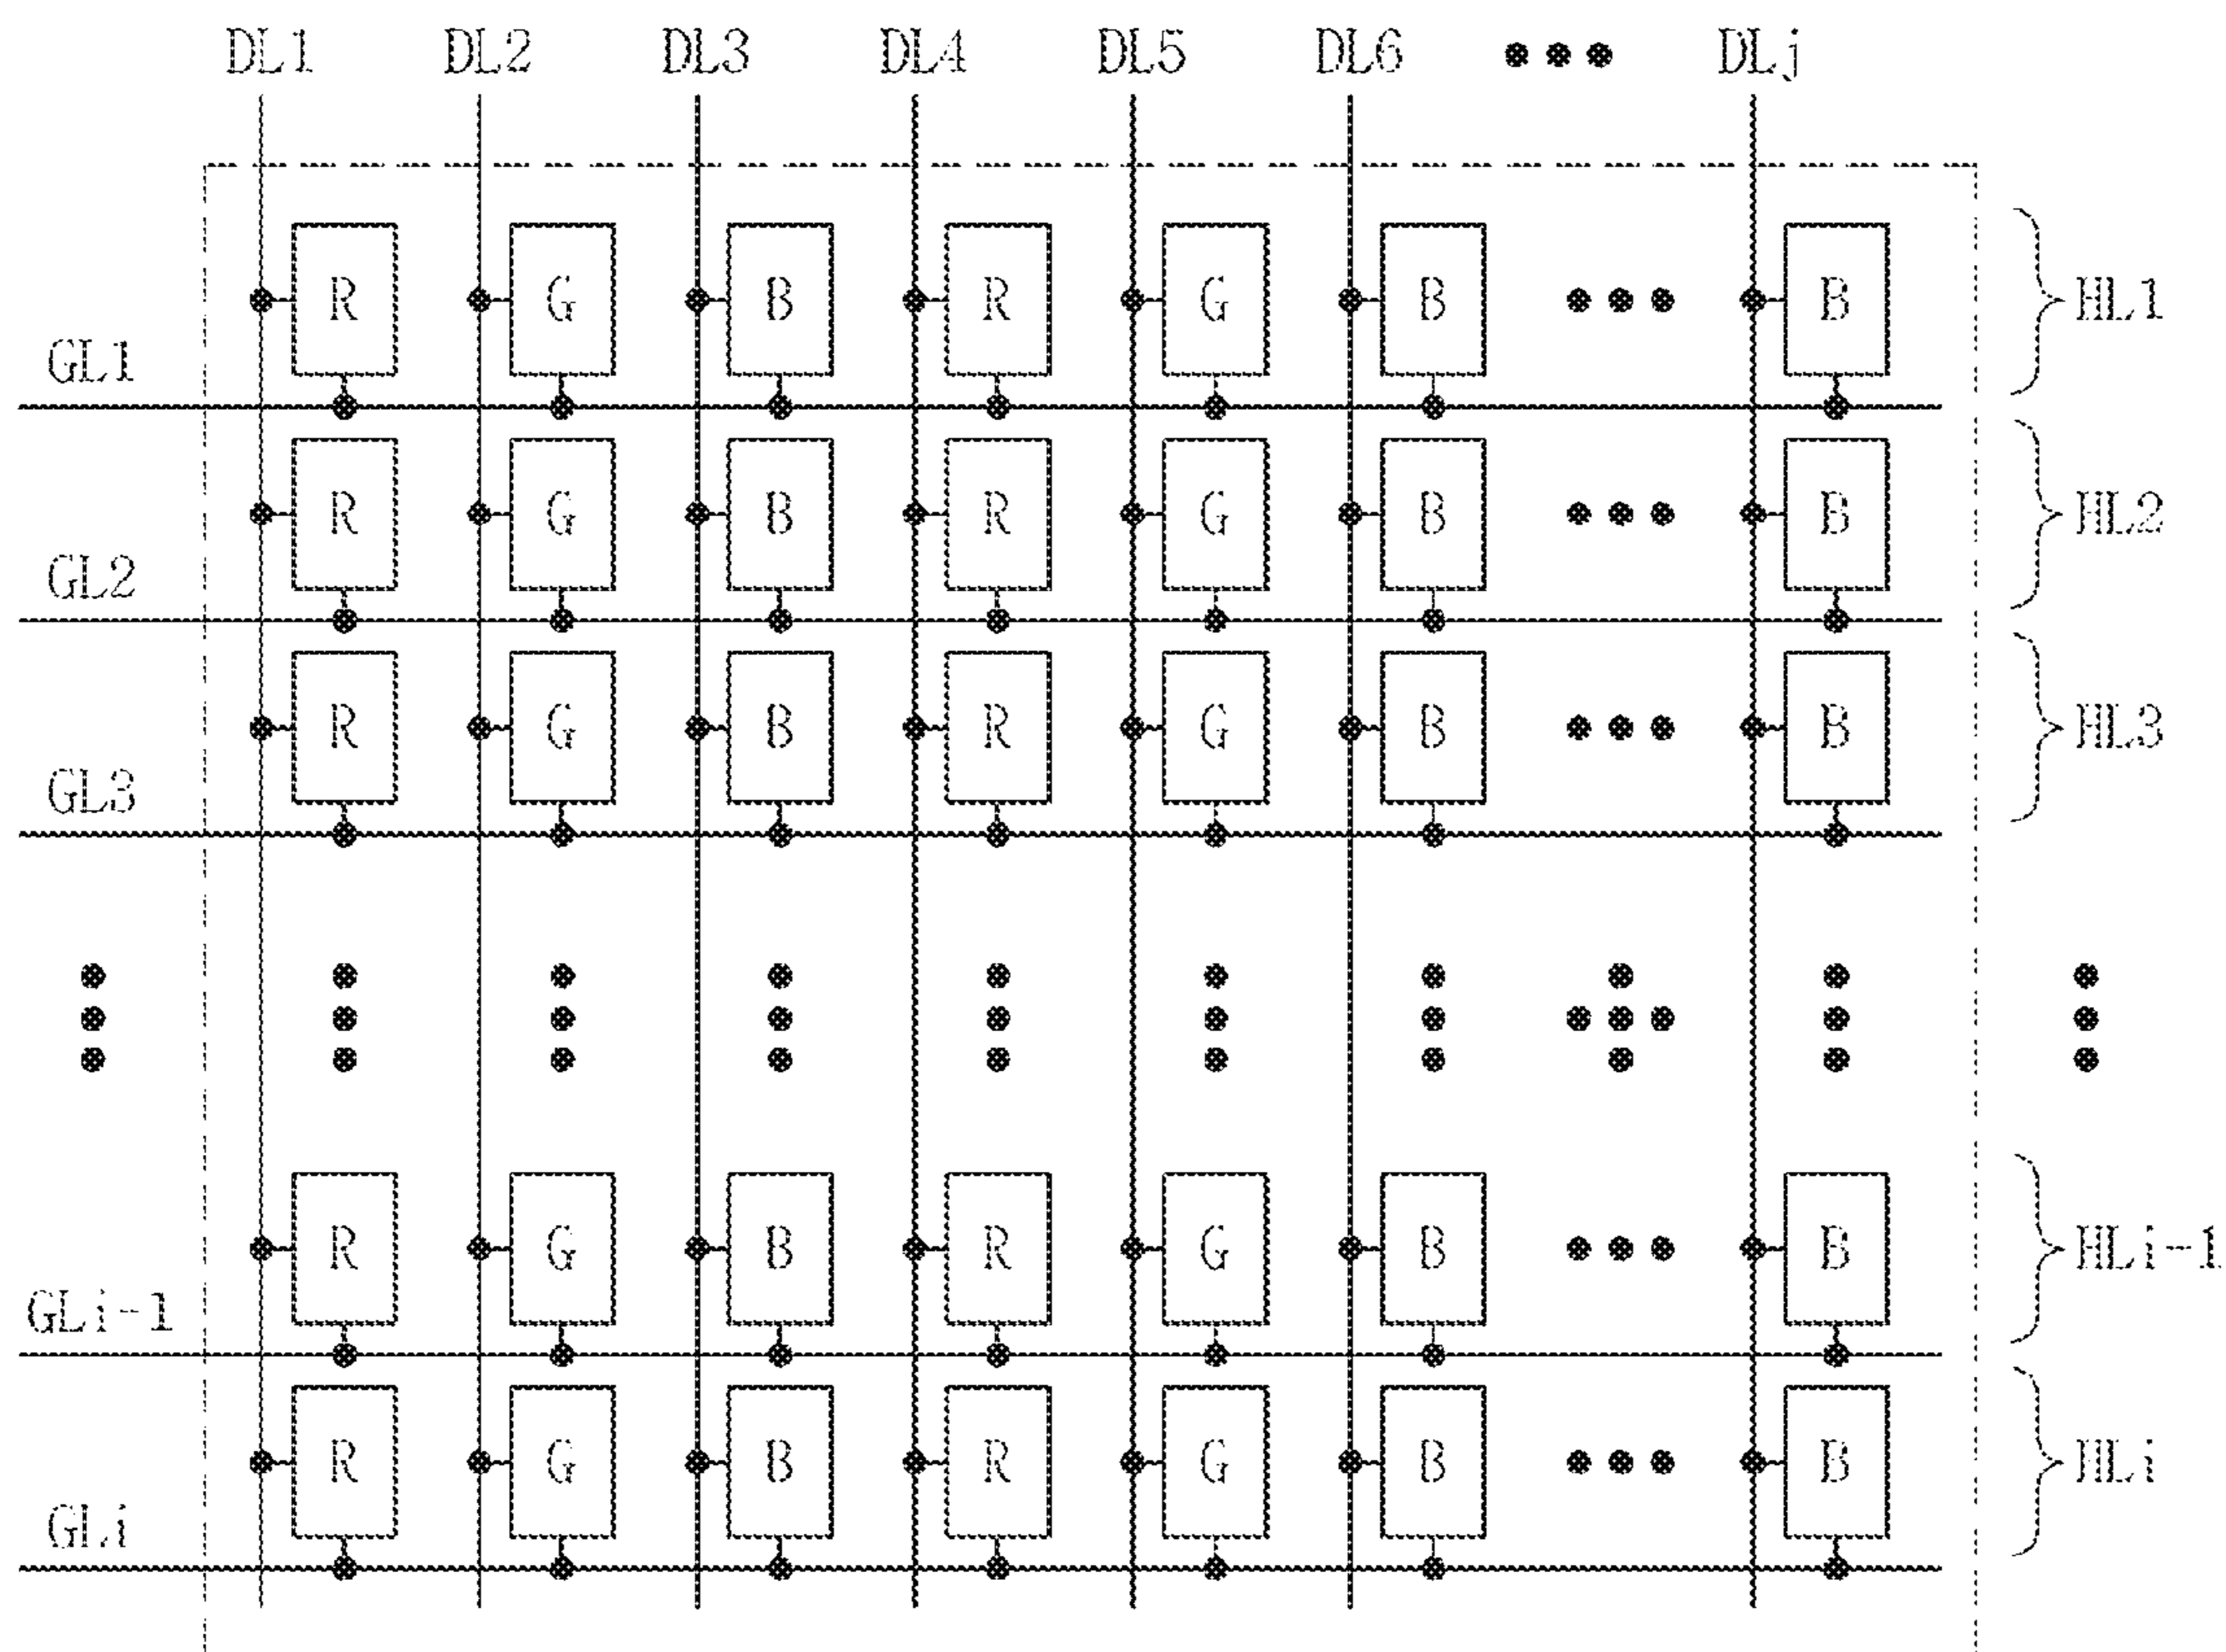 DL1 DL2 DL3 DL4 DL5 DL6 ••• DLj
R G B R G B ••• B HL1
GL1
R G B R G B ••• B HL2
GL2
R G B R G B ••• B HL3
GL3
R G B R G B ••• B HLi-1
GLi-1
R G B R G B ••• B HLi
GLi